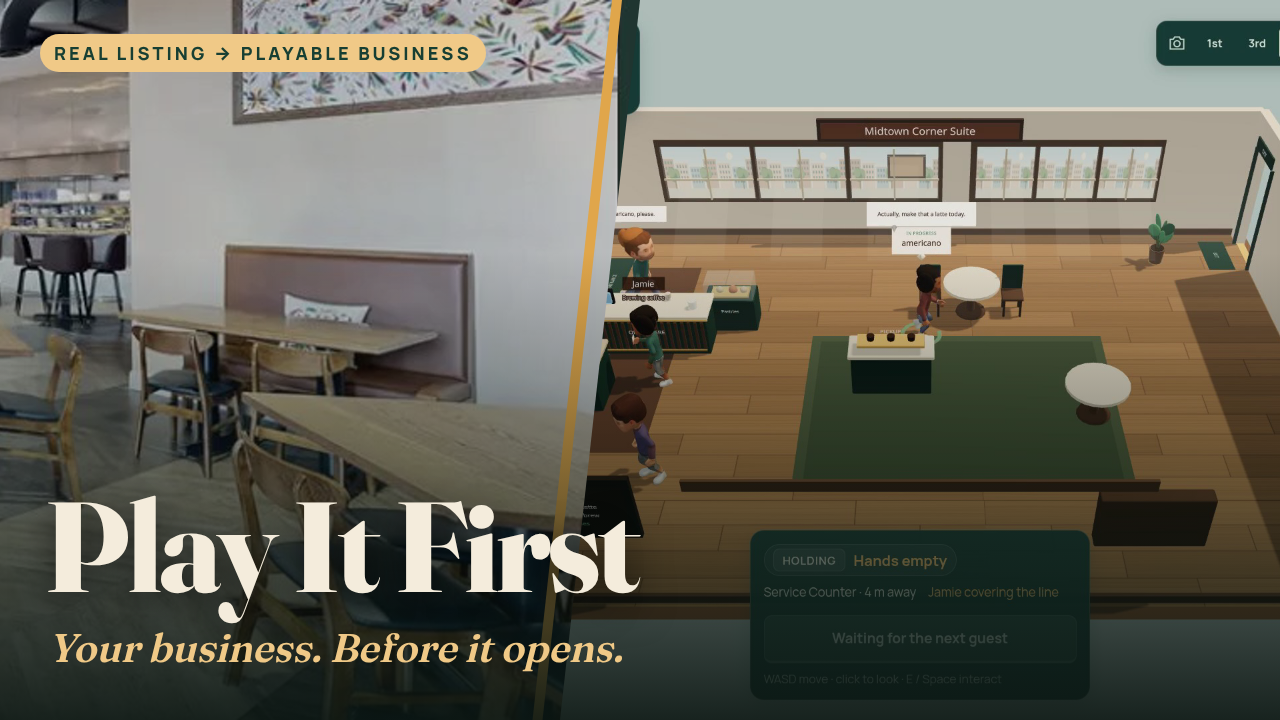 REAL LISTING → PLAYABLE BUSINESS
1st 3rd
Midtown Corner Suite
Actually, make that a latte today.
IN PROGRESS
americano
ricano, please.
Jamie
Brewing coffee
Pastries
Play It First
Your business. Before it opens.
HOLDING Hands empty
Service Counter · 4 m away Jamie covering the line
Waiting for the next guest
WASD move · click to look · E / Space interact